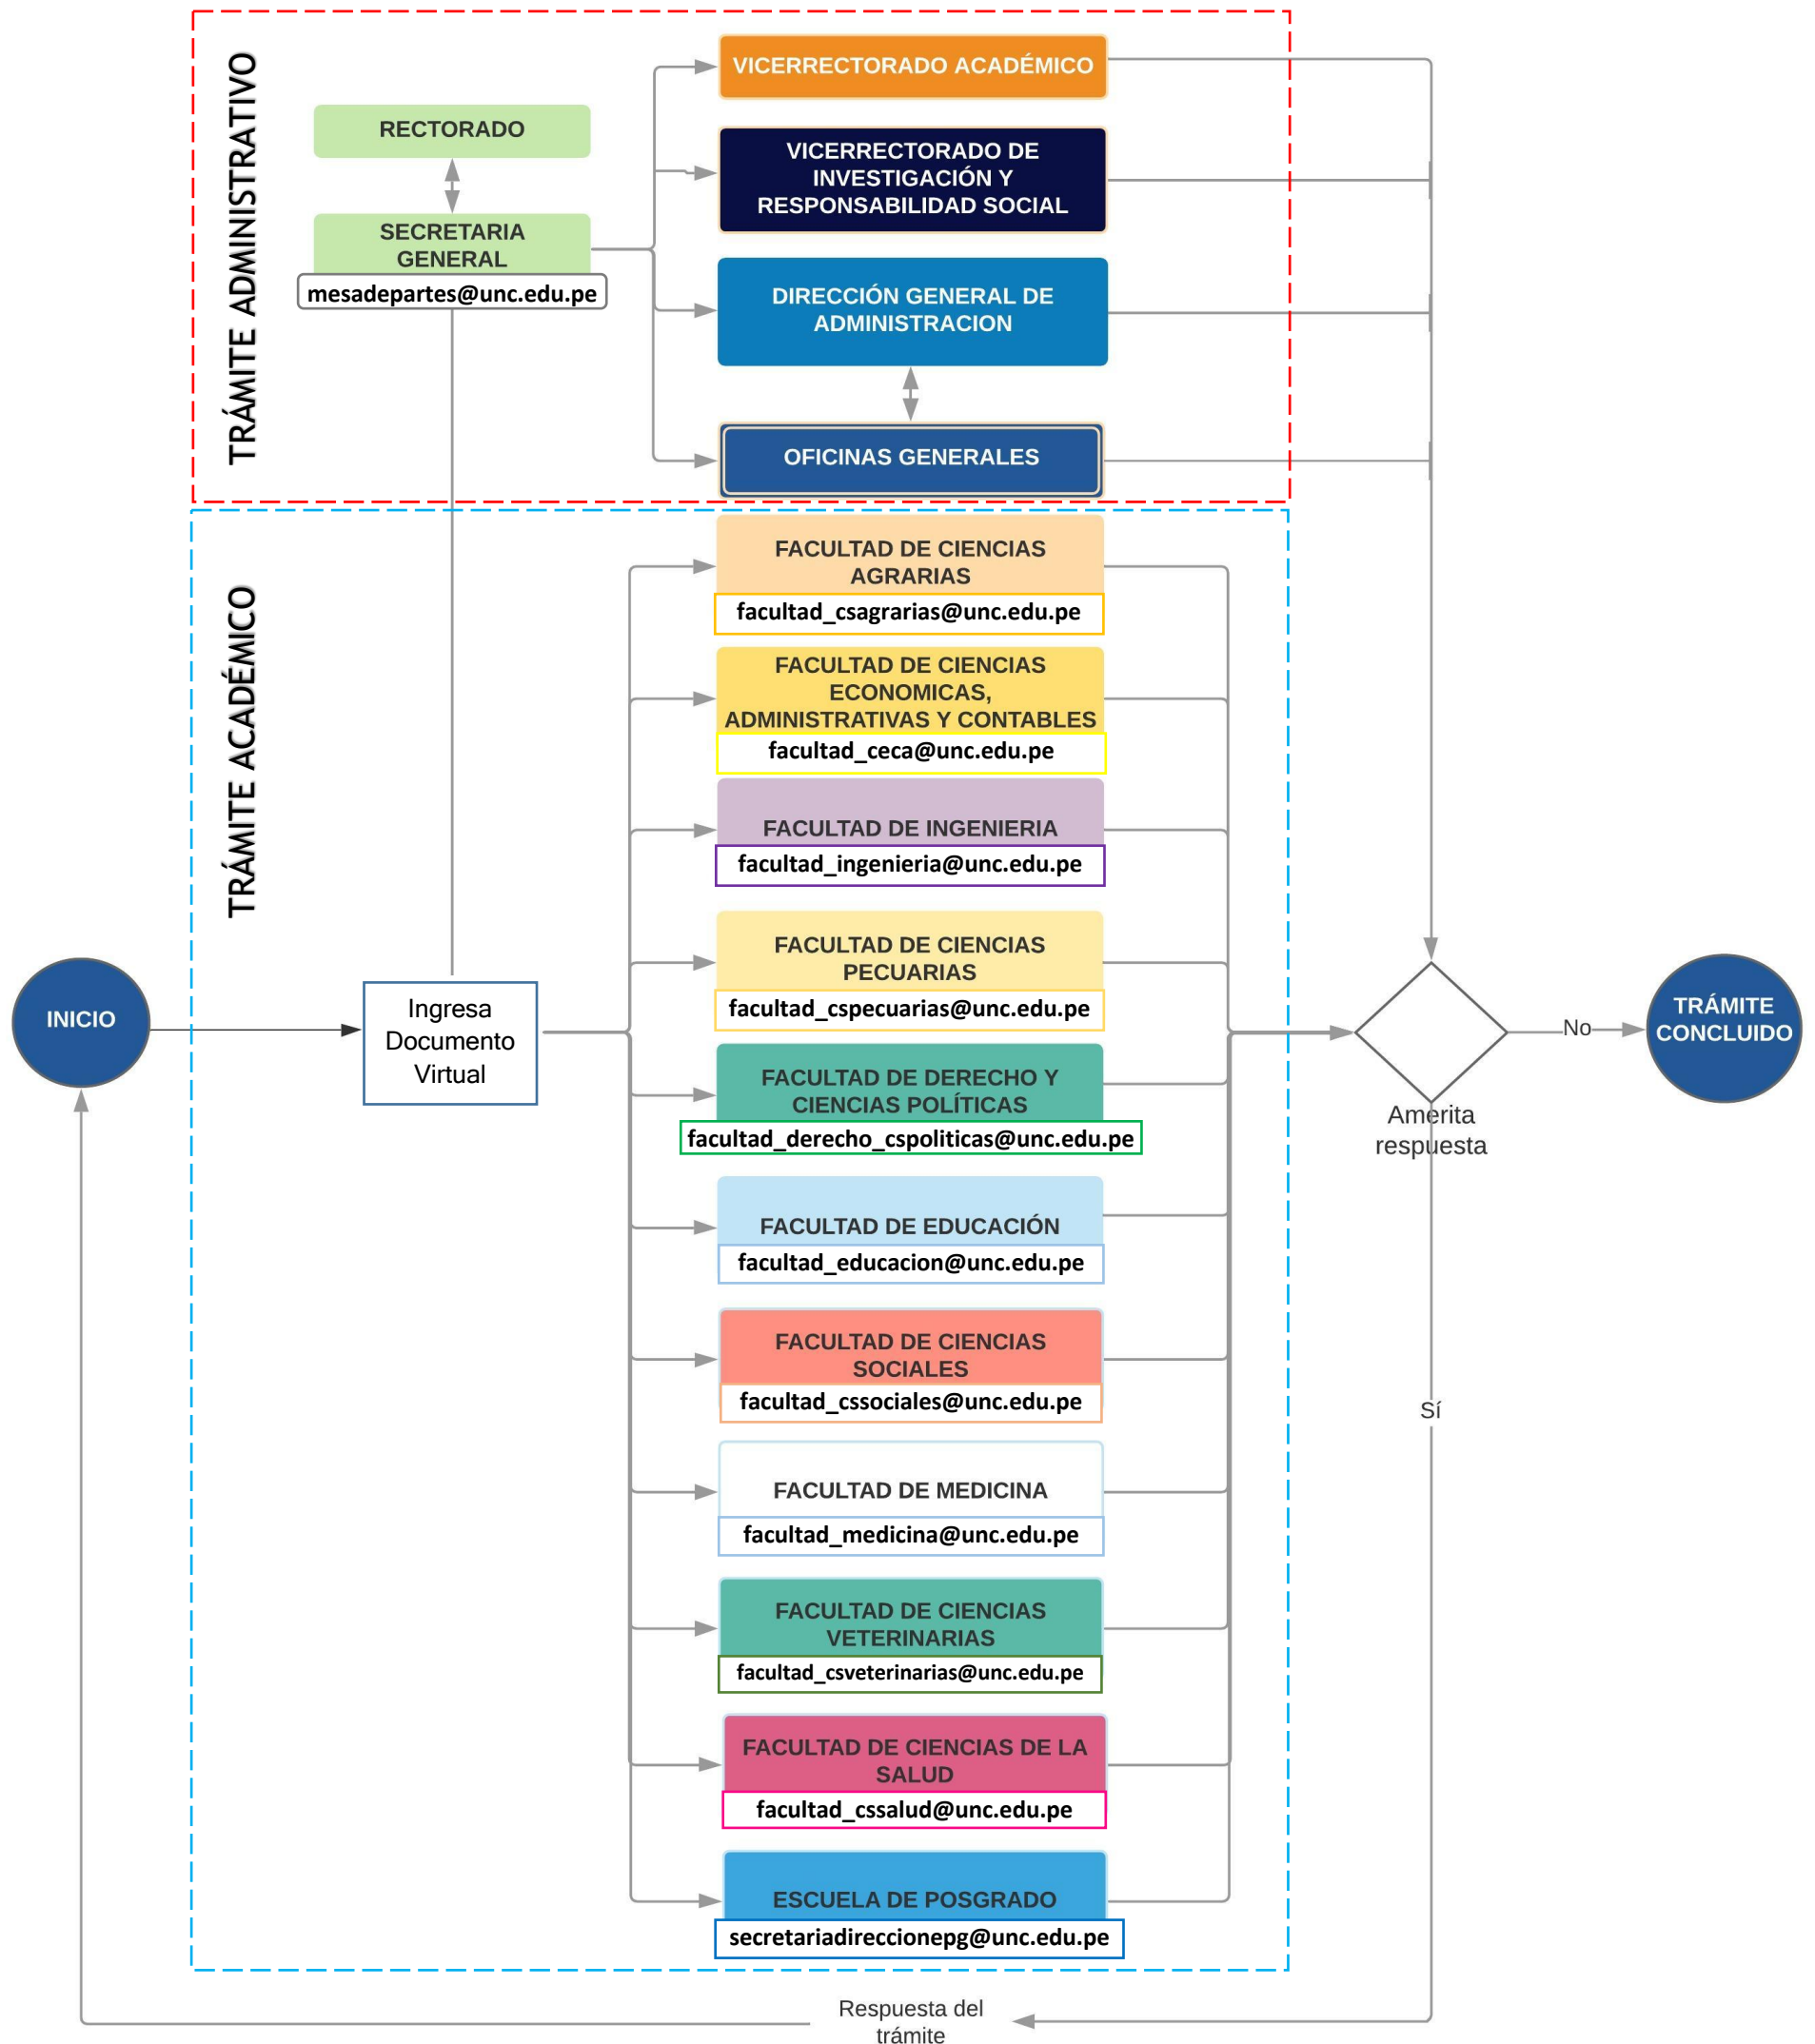 TRÁMITE ADMINISTRATIVO
RECTORADO
SECRETARIA
GENERAL
mesadepartes@unc.edu.pe
VICERRECTORADO ACADÉMICO
VICERRECTORADO DE
INVESTIGACIÓN Y
RESPONSABILIDAD SOCIAL
DIRECCIÓN GENERAL DE
ADMINISTRACION
OFICINAS GENERALES
TRÁMITE ACADÉMICO
INICIO
Ingresa
Documento
Virtual
FACULTAD DE CIENCIAS
AGRARIAS
facultad_csagrarias@unc.edu.pe
FACULTAD DE CIENCIAS
ECONOMICAS,
ADMINISTRATIVAS Y CONTABLES
facultad_ceca@unc.edu.pe
FACULTAD DE INGENIERIA
facultad_ingenieria@unc.edu.pe
FACULTAD DE CIENCIAS
PECUARIAS
facultad_cspecuarias@unc.edu.pe
FACULTAD DE DERECHO Y
CIENCIAS POLÍTICAS
facultad_derecho_cspoliticas@unc.edu.pe
FACULTAD DE EDUCACIÓN
facultad_educacion@unc.edu.pe
FACULTAD DE CIENCIAS
SOCIALES
facultad_cssociales@unc.edu.pe
FACULTAD DE MEDICINA
facultad_medicina@unc.edu.pe
FACULTAD DE CIENCIAS
VETERINARIAS
facultad_csveterinarias@unc.edu.pe
FACULTAD DE CIENCIAS DE LA
SALUD
facultad_cssalud@unc.edu.pe
ESCUELA DE POSGRADO
secretariadireccionepg@unc.edu.pe
Amerita
respuesta
No
TRÁMITE
CONCLUIDO
Sí
Respuesta del
trámite